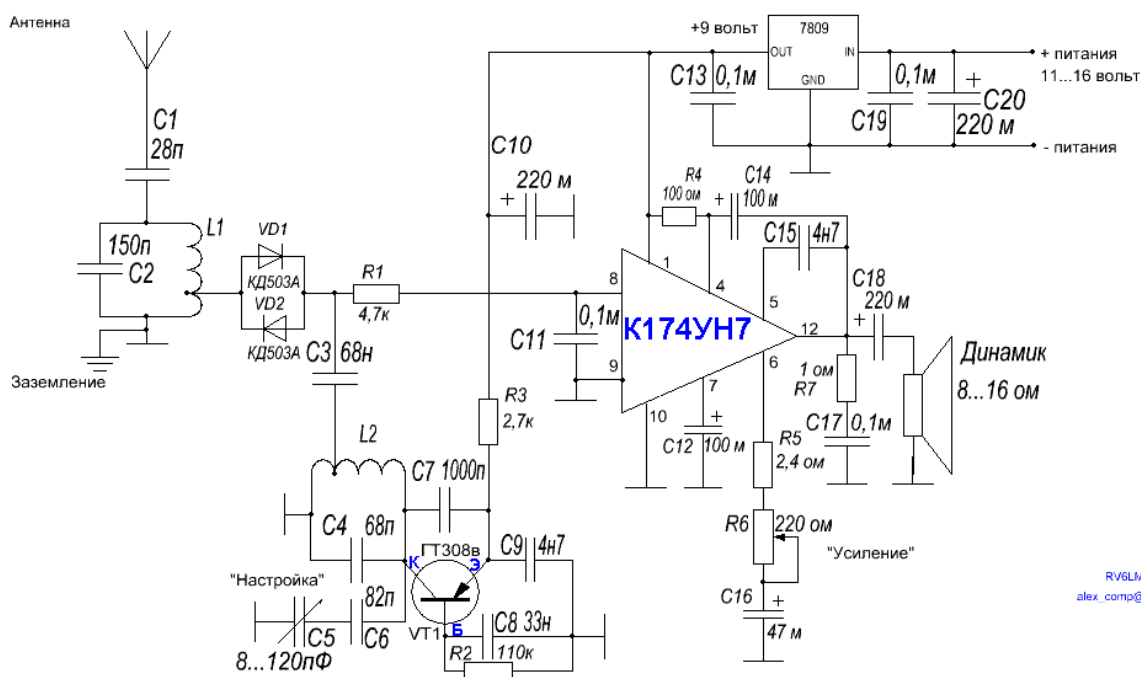 Антенна
+9 вольт
7809
OUT
IN
GND
+ питания
11...16 вольт
- питания
C13
0,1м
0,1м
C19
+
C20
220 м
C1
28п
C10
220 м
+
R4
100 ом
C14
+
100 м
150п
C2
L1
VD1
КД503А
VD2
КД503А
R1
4,7к
C3
68н
C11
0,1м
8
9
10
1
4
5
12
6
7
К174УН7
C15
4н7
C18
220 м
+
1 ом
R7
Динамик
8...16 ом
C17
0,1м
C12
+
100 м
R5
2,4 ом
R6
220 ом
"Усиление"
C16
+
47 м
Заземление
R3
2,7к
L2
C7
1000п
C4
68п
ГТ308в
К
Э
Б
VT1
C9
4н7
"Настройка"
82п
C5
C6
8...120пФ
C8
33н
R2
110к
RV6LM
alex_comp@